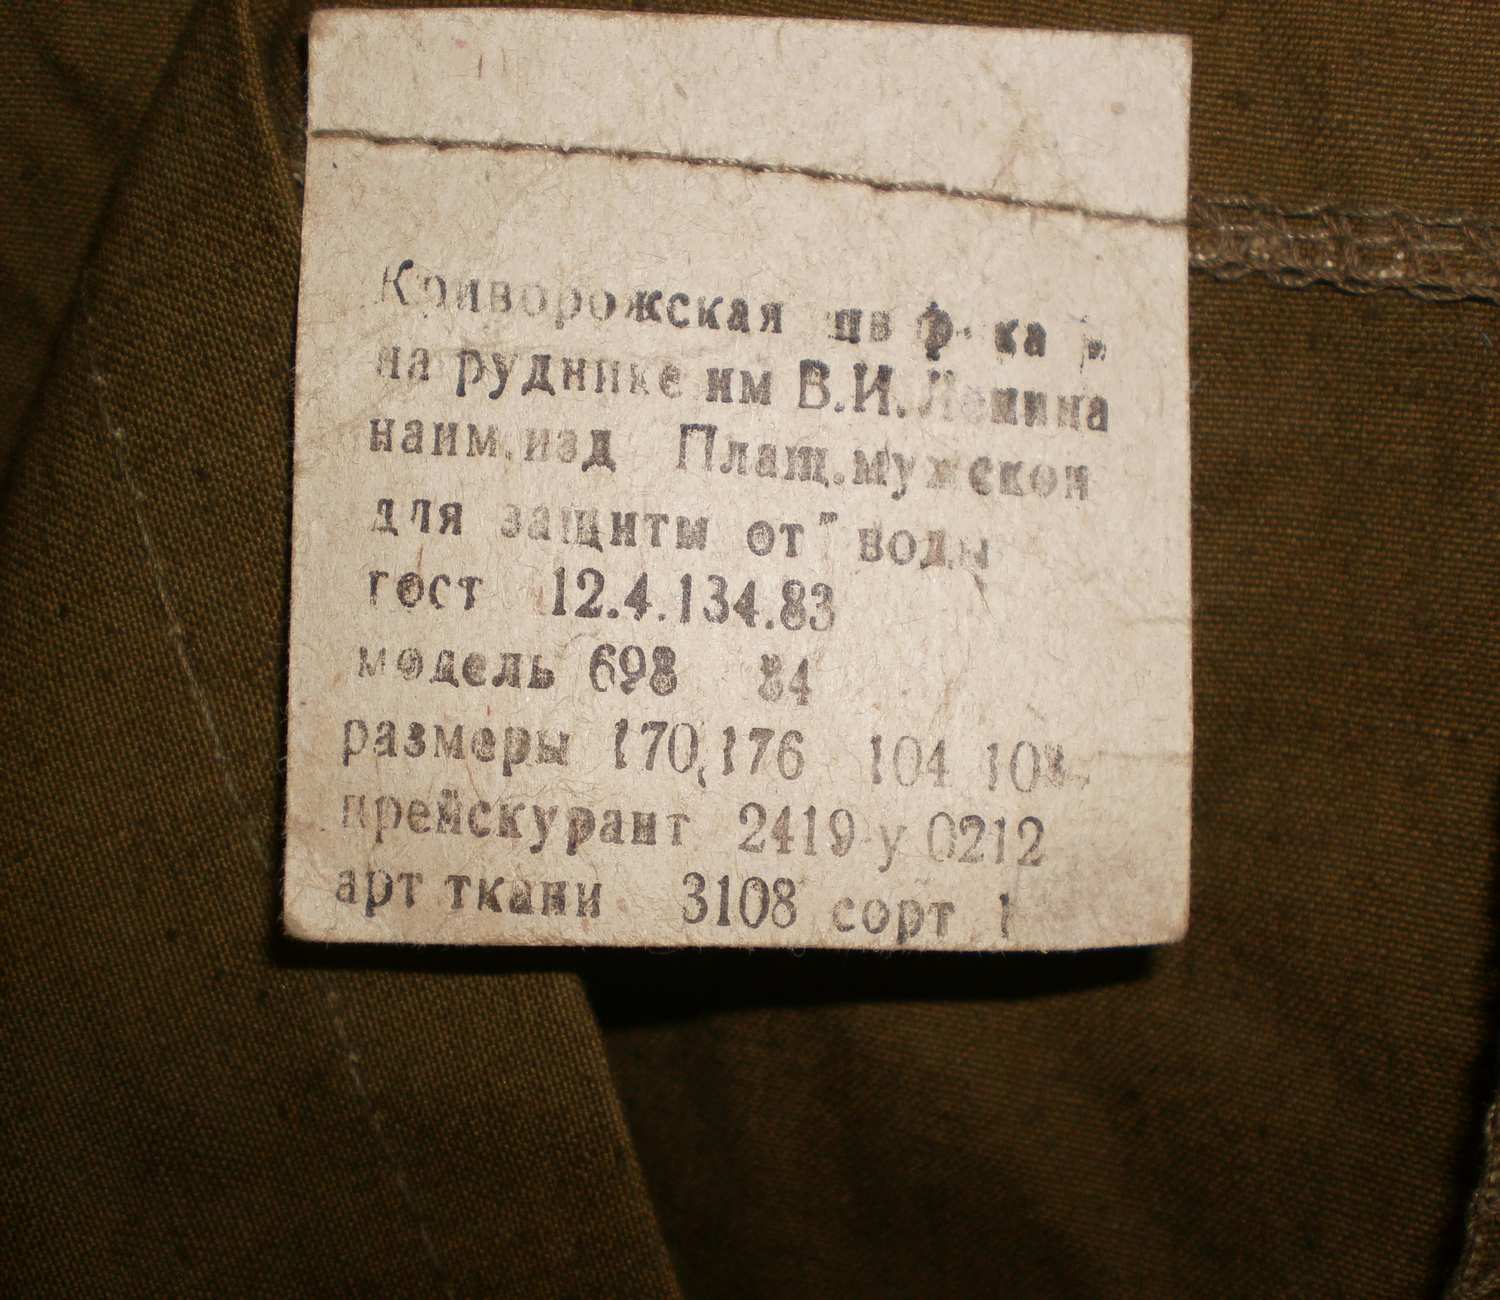 Криворожская шв ф-ка
на руднике им В.И.Ленина
наим.изд Плащ.мужской
для защиты от воды
гост 12.4.134.83
модель 698 84
размеры 170,176 104 108
прейскурант 2419-у 0212
арт ткани 3108 сорт 1